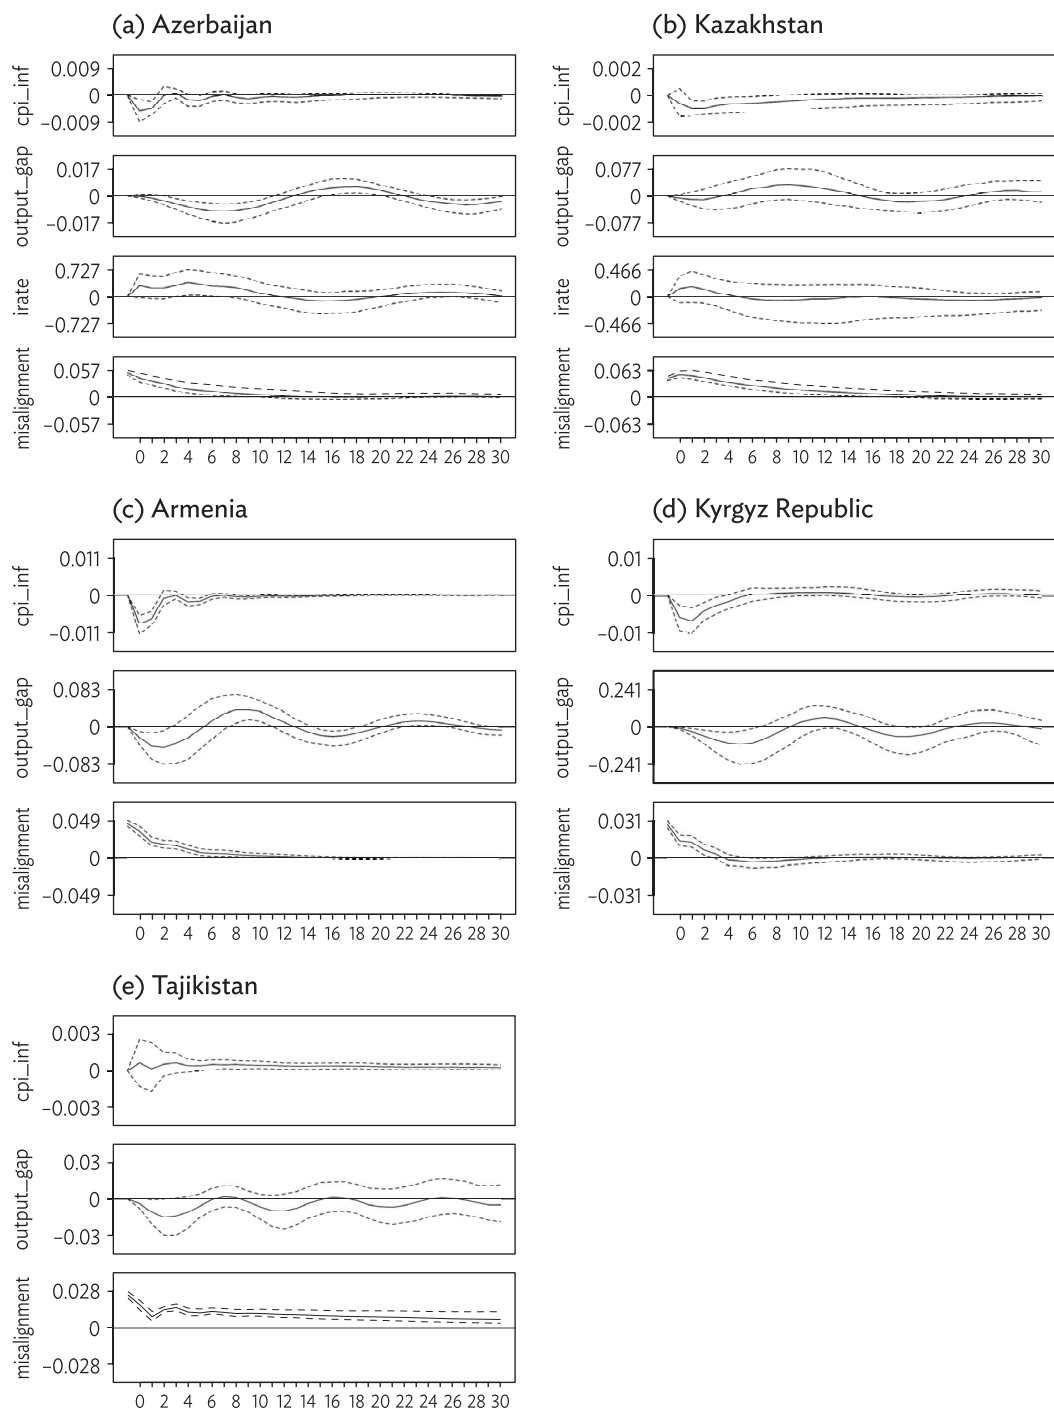 (a) Azerbaijan
cpi_inf
0.009
0
−0.009
output_gap
0.017
0
−0.017
irate
0.727
0
−0.727
misalignment
0.057
0
−0.057
0 2 4 6 8 10 12 14 16 18 20 22 24 26 28 30
(b) Kazakhstan
cpi_inf
0.002
0
−0.002
output_gap
0.077
0
−0.077
irate
0.466
0
−0.466
misalignment
0.063
0
−0.063
0 2 4 6 8 10 12 14 16 18 20 22 24 26 28 30
(c) Armenia
cpi_inf
0.011
0
−0.011
output_gap
0.083
0
−0.083
misalignment
0.049
0
−0.049
0 2 4 6 8 10 12 14 16 18 20 22 24 26 28 30
(d) Kyrgyz Republic
cpi_inf
0.01
0
−0.01
output_gap
0.241
0
−0.241
misalignment
0.031
0
−0.031
0 2 4 6 8 10 12 14 16 18 20 22 24 26 28 30
(e) Tajikistan
cpi_inf
0.003
0
−0.003
output_gap
0.03
0
−0.03
misalignment
0.028
0
−0.028
0 2 4 6 8 10 12 14 16 18 20 22 24 26 28 30